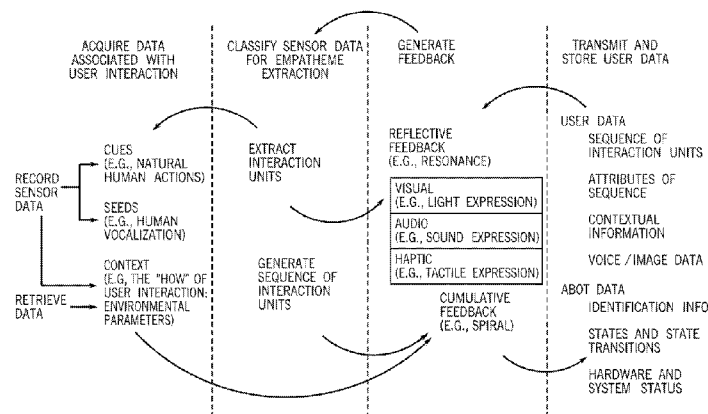 ACQUIRE DATA
ASSOCIATED WITH
USER INTERACTION
CLASSIFY SENSOR DATA
FOR EMPATHEME
EXTRACTION
GENERATE
FEEDBACK
TRANSMIT AND
STORE USER DATA
RECORD
SENSOR
DATA
RETRIEVE
DATA
CUES
(E.G., NATURAL
HUMAN ACTIONS)
SEEDS
(E.G., HUMAN
VOCALIZATION)
CONTEXT
(E.G, THE "HOW" OF
USER INTERACTION;
ENVIRONMENTAL
PARAMETERS)
EXTRACT
INTERACTION
UNITS
GENERATE
SEQUENCE OF
INTERACTION
UNITS
REFLECTIVE
FEEDBACK
(E.G., RESONANCE)
VISUAL
(E.G., LIGHT EXPRESSION)
AUDIO
(E.G., SOUND EXPRESSION)
HAPTIC
(E.G., TACTILE EXPRESSION)
CUMULATIVE
FEEDBACK
(E.G., SPIRAL)
USER DATA
SEQUENCE OF
INTERACTION UNITS
ATTRIBUTES OF
SEQUENCE
CONTEXTUAL
INFORMATION
VOICE/IMAGE DATA
ABOT DATA
IDENTIFICATION INFO
STATES AND STATE
TRANSITIONS
HARDWARE AND
SYSTEM STATUS